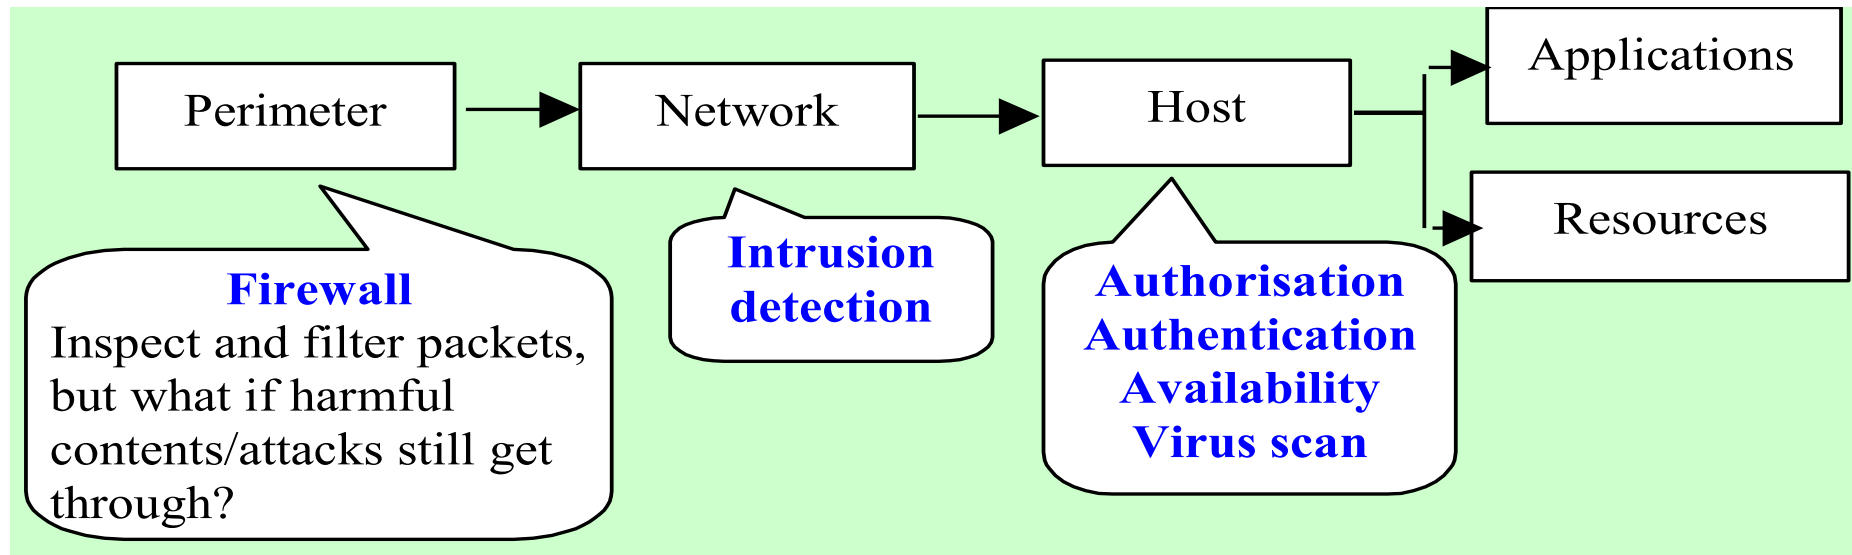 Perimeter
Network
Host
Applications
Resources
Firewall
Inspect and filter packets,
but what if harmful
contents/attacks still get
through?
Intrusion
detection
Authorisation
Authentication
Availability
Virus scan